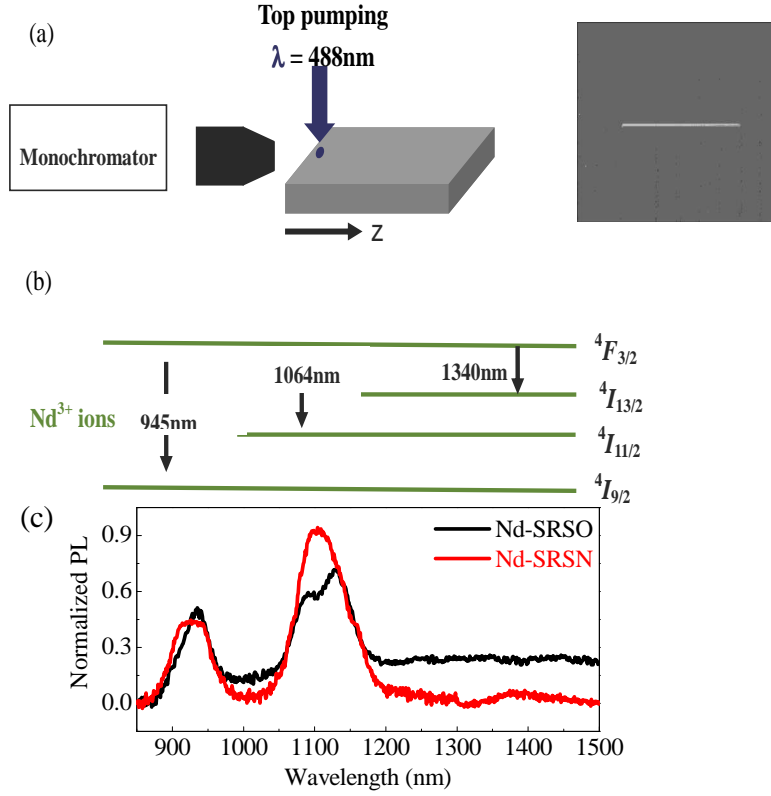 (a)
Top pumping
λ = 488nm
Monochromator
Z
(b)
⁴F₃/₂
1064nm
1340nm
⁴I₁₃/₂
Nd³⁺ ions
945nm
⁴I₁₁/₂
⁴I₉/₂
(c)
Nd-SRSO
Nd-SRSN
Normalized PL
0.9
0.6
0.3
0.0
900 1000 1100 1200 1300 1400 1500
Wavelength (nm)